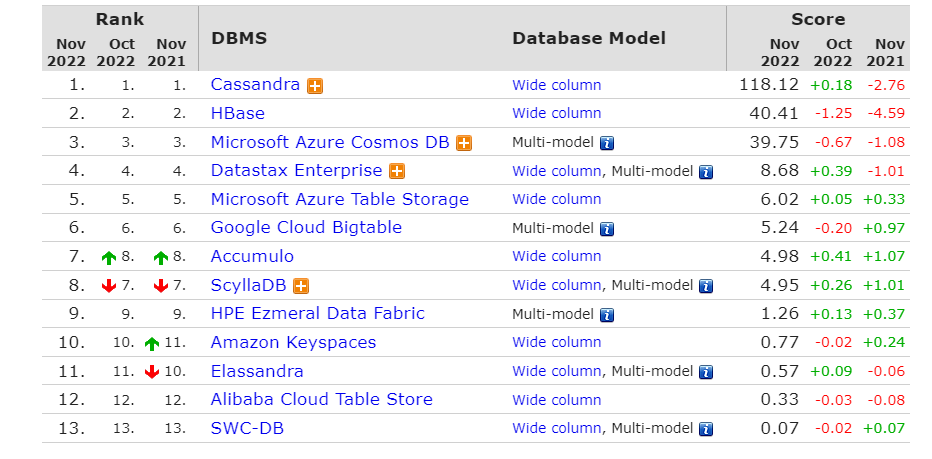 Rank Score
Nov 2022 Oct 2022 Nov 2021 DBMS Database Model Nov 2022 Oct 2022 Nov 2021
1. 1. 1. Cassandra Wide column 118.12 +0.18 -2.76
2. 2. 2. HBase Wide column 40.41 -1.25 -4.59
3. 3. 3. Microsoft Azure Cosmos DB Multi-model 39.75 -0.67 -1.08
4. 4. 4. Datastax Enterprise Wide column, Multi-model 8.68 +0.39 -1.01
5. 5. 5. Microsoft Azure Table Storage Wide column 6.02 +0.05 +0.33
6. 6. 6. Google Cloud Bigtable Multi-model 5.24 -0.20 +0.97
7. 8. 8. Accumulo Wide column 4.98 +0.41 +1.07
8. 7. 7. ScyllaDB Wide column, Multi-model 4.95 +0.26 +1.01
9. 9. 9. HPE Ezmeral Data Fabric Multi-model 1.26 +0.13 +0.37
10. 10. 11. Amazon Keyspaces Wide column 0.77 -0.02 +0.24
11. 11. 10. Elassandra Wide column, Multi-model 0.57 +0.09 -0.06
12. 12. 12. Alibaba Cloud Table Store Wide column 0.33 -0.03 -0.08
13. 13. 13. SWC-DB Wide column, Multi-model 0.07 -0.02 +0.07